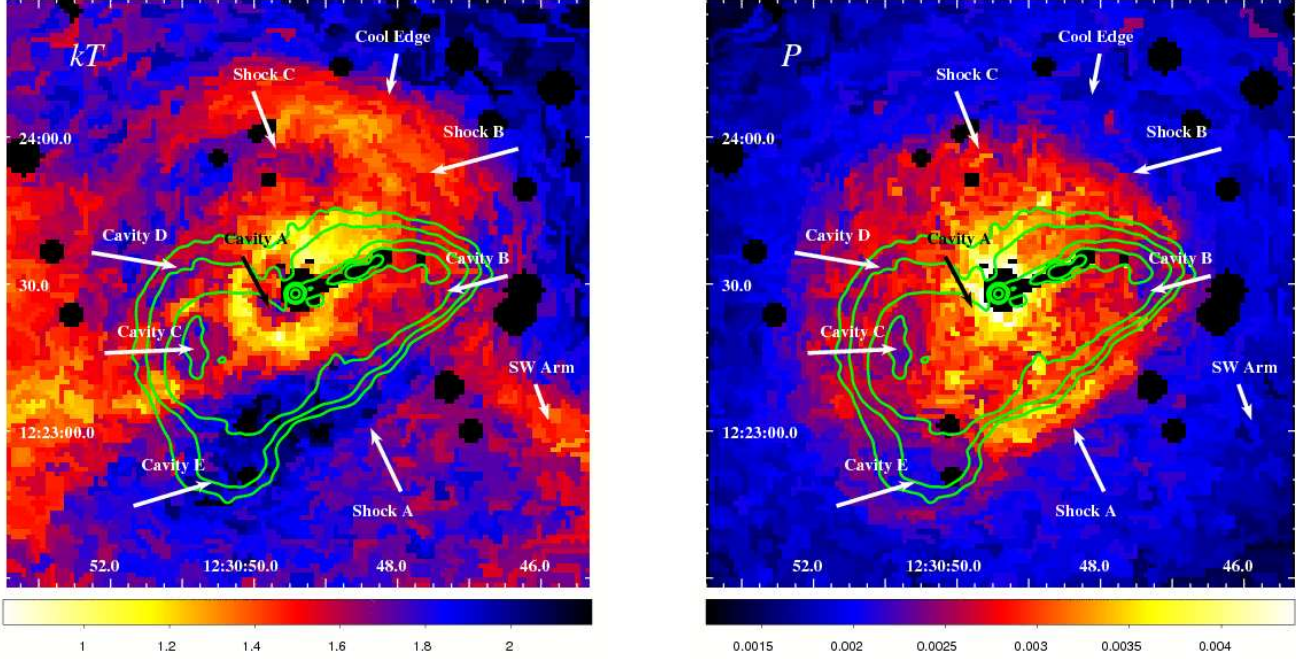 kT
Cool Edge
Shock C
Shock B
24:00.0
Cavity D
Cavity A
Cavity B
30.0
Cavity C
SW Arm
12:23:00.0
Cavity E
Shock A
52.0 12:30:50.0 48.0 46.0
1 1.2 1.4 1.6 1.8 2
P
Cool Edge
Shock C
Shock B
24:00.0
Cavity D
Cavity A
Cavity B
30.0
Cavity C
SW Arm
12:23:00.0
Cavity E
Shock A
52.0 12:30:50.0 48.0 46.0
0.0015 0.002 0.0025 0.003 0.0035 0.004